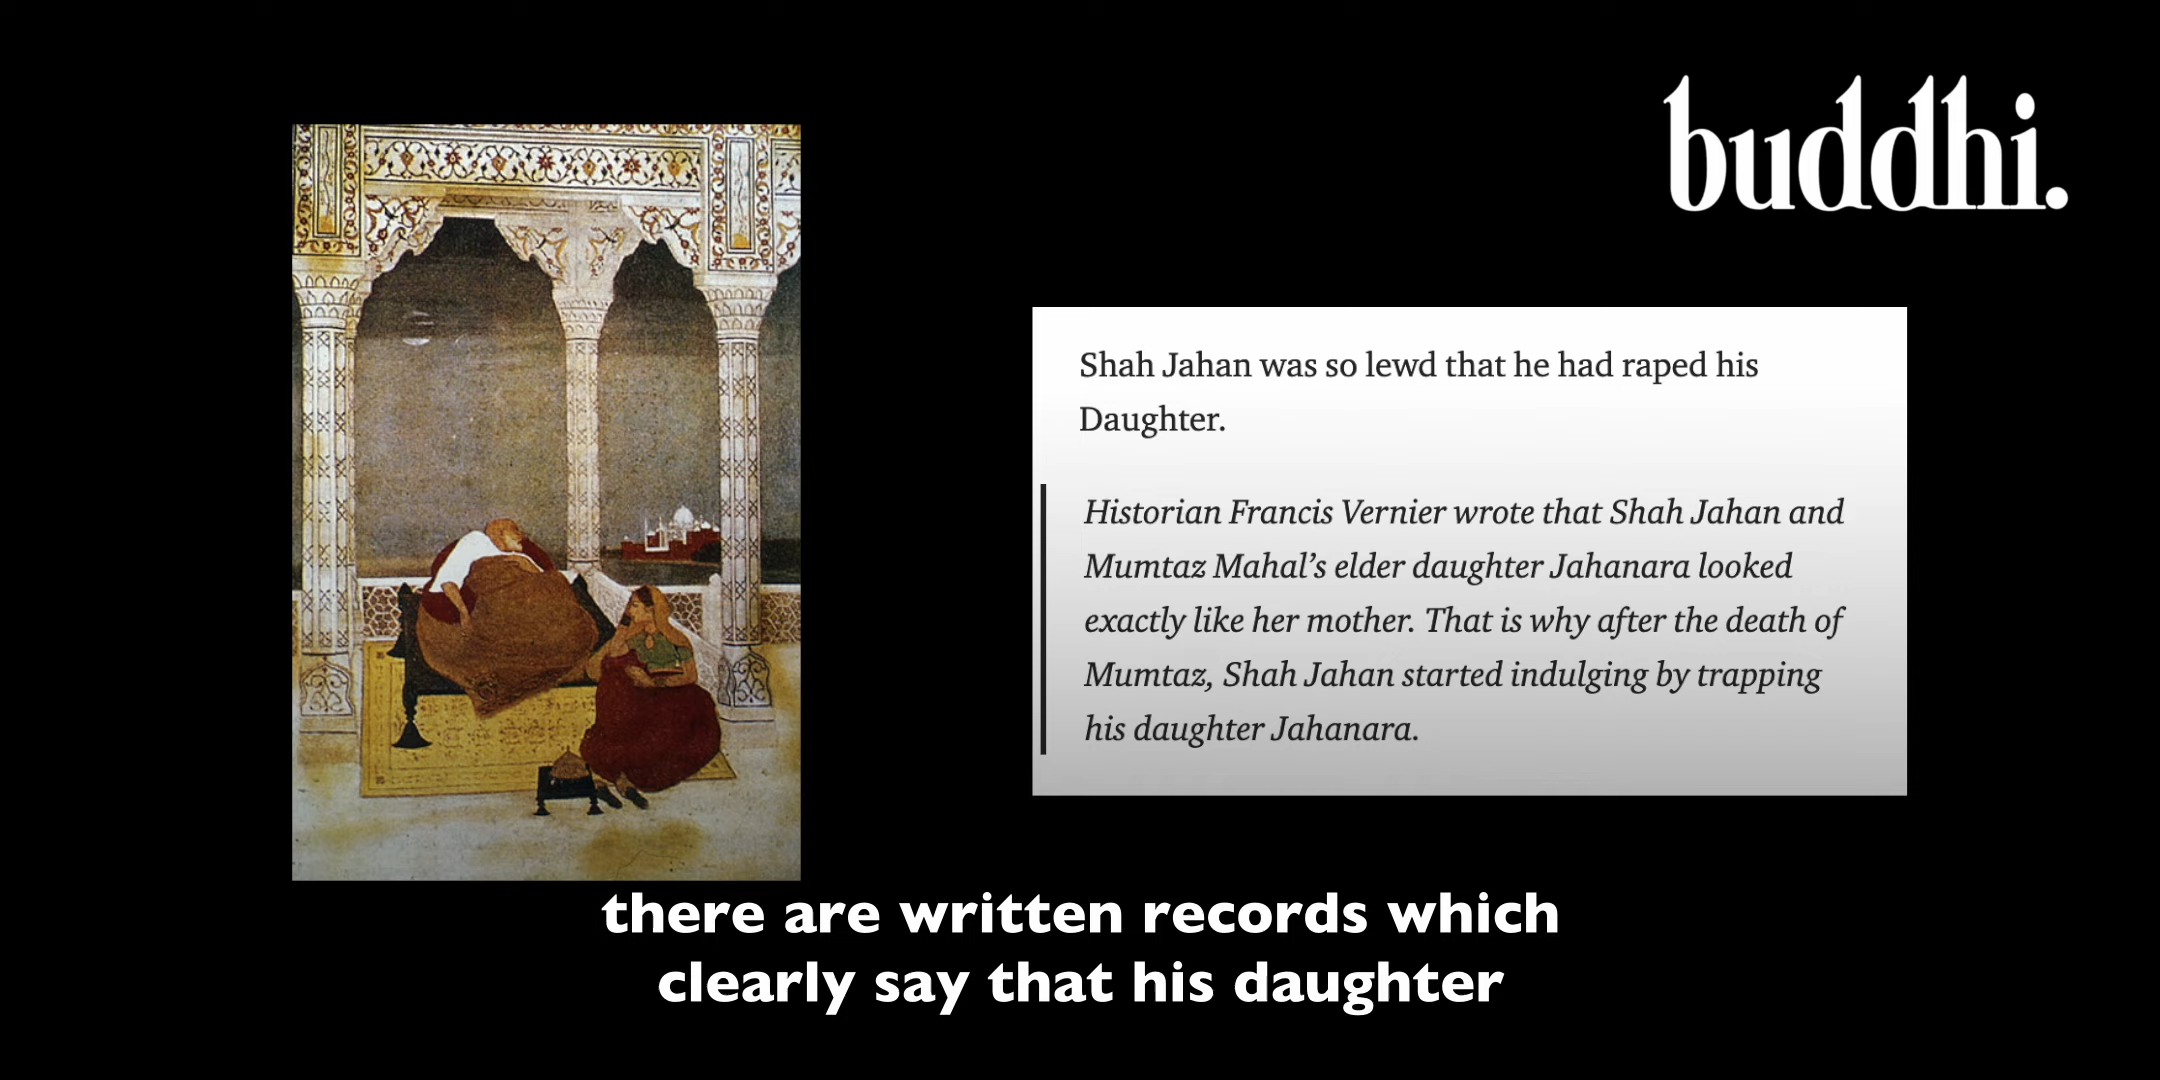 buddhi.
Shah Jahan was so lewd that he had raped his
Daughter.
Historian Francis Vernier wrote that Shah Jahan and
Mumtaz Mahal’s elder daughter Jahanara looked
exactly like her mother. That is why after the death of
Mumtaz, Shah Jahan started indulging by trapping
his daughter Jahanara.
there are written records which
clearly say that his daughter